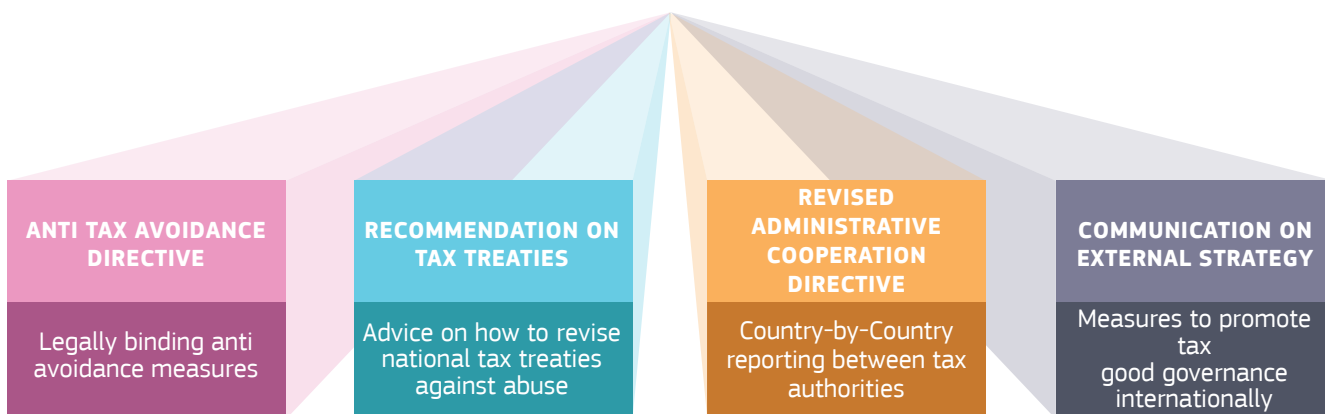 ANTI TAX AVOIDANCE
DIRECTIVE
Legally binding anti
avoidance measures
RECOMMENDATION ON
TAX TREATIES
Advice on how to revise
national tax treaties
against abuse
REVISED
ADMINISTRATIVE
COOPERATION
DIRECTIVE
Country-by-Country
reporting between tax
authorities
COMMUNICATION ON
EXTERNAL STRATEGY
Measures to promote
tax
good governance
internationally